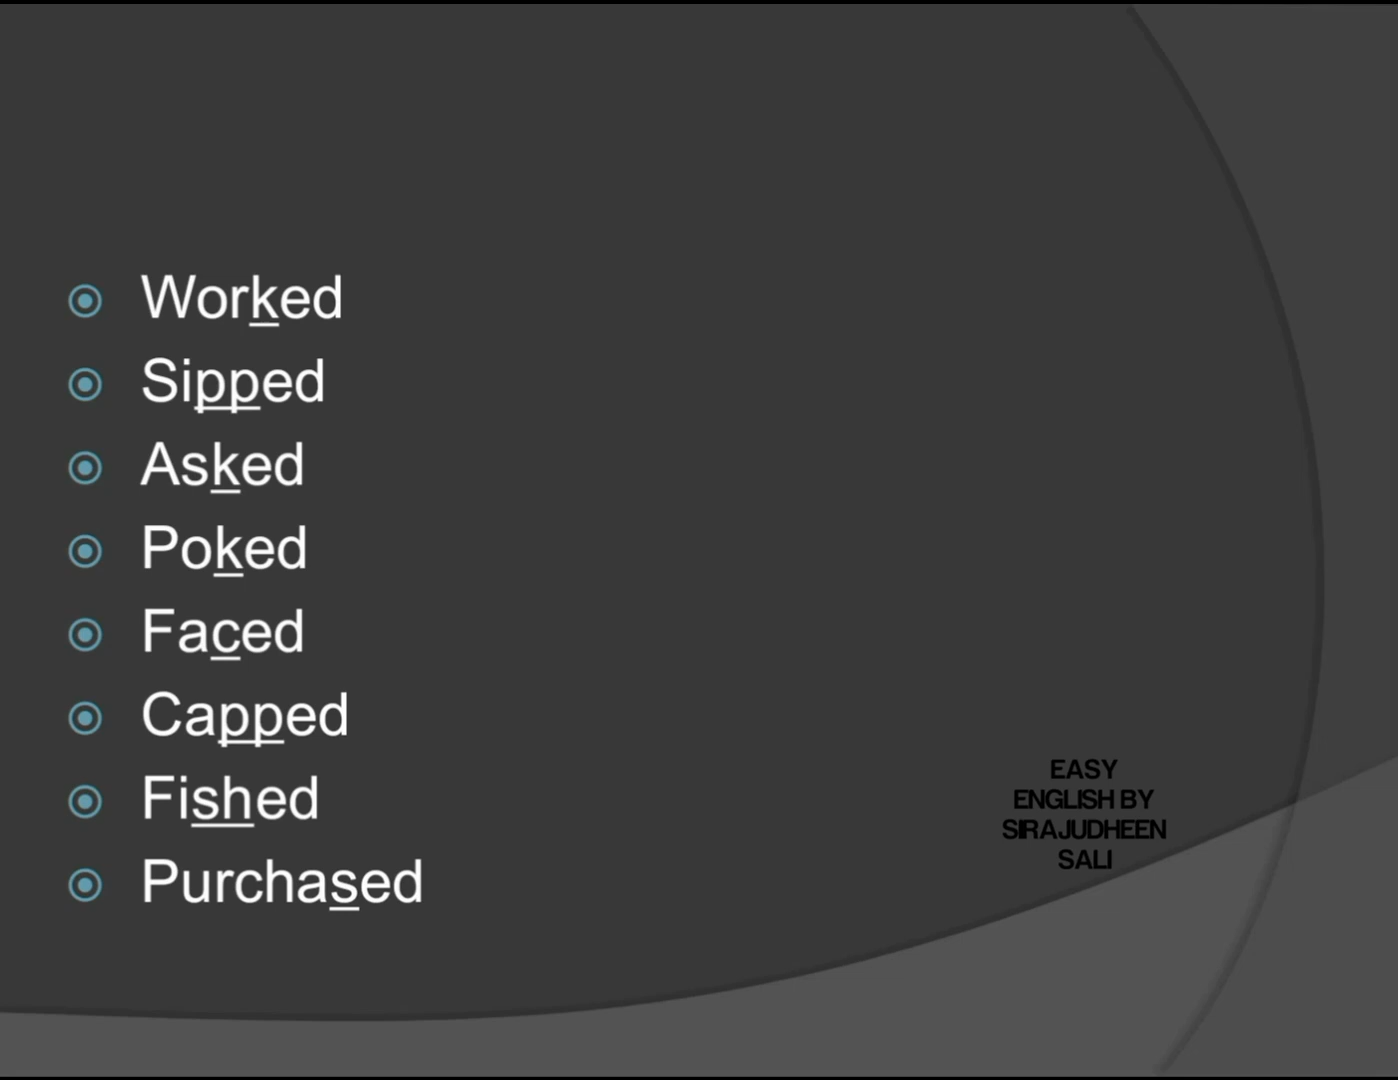 Worked
Sipped
Asked
Poked
Faced
Capped
Fished
Purchased
EASY
ENGLISH BY
SIRAJUDHEEN
SALI